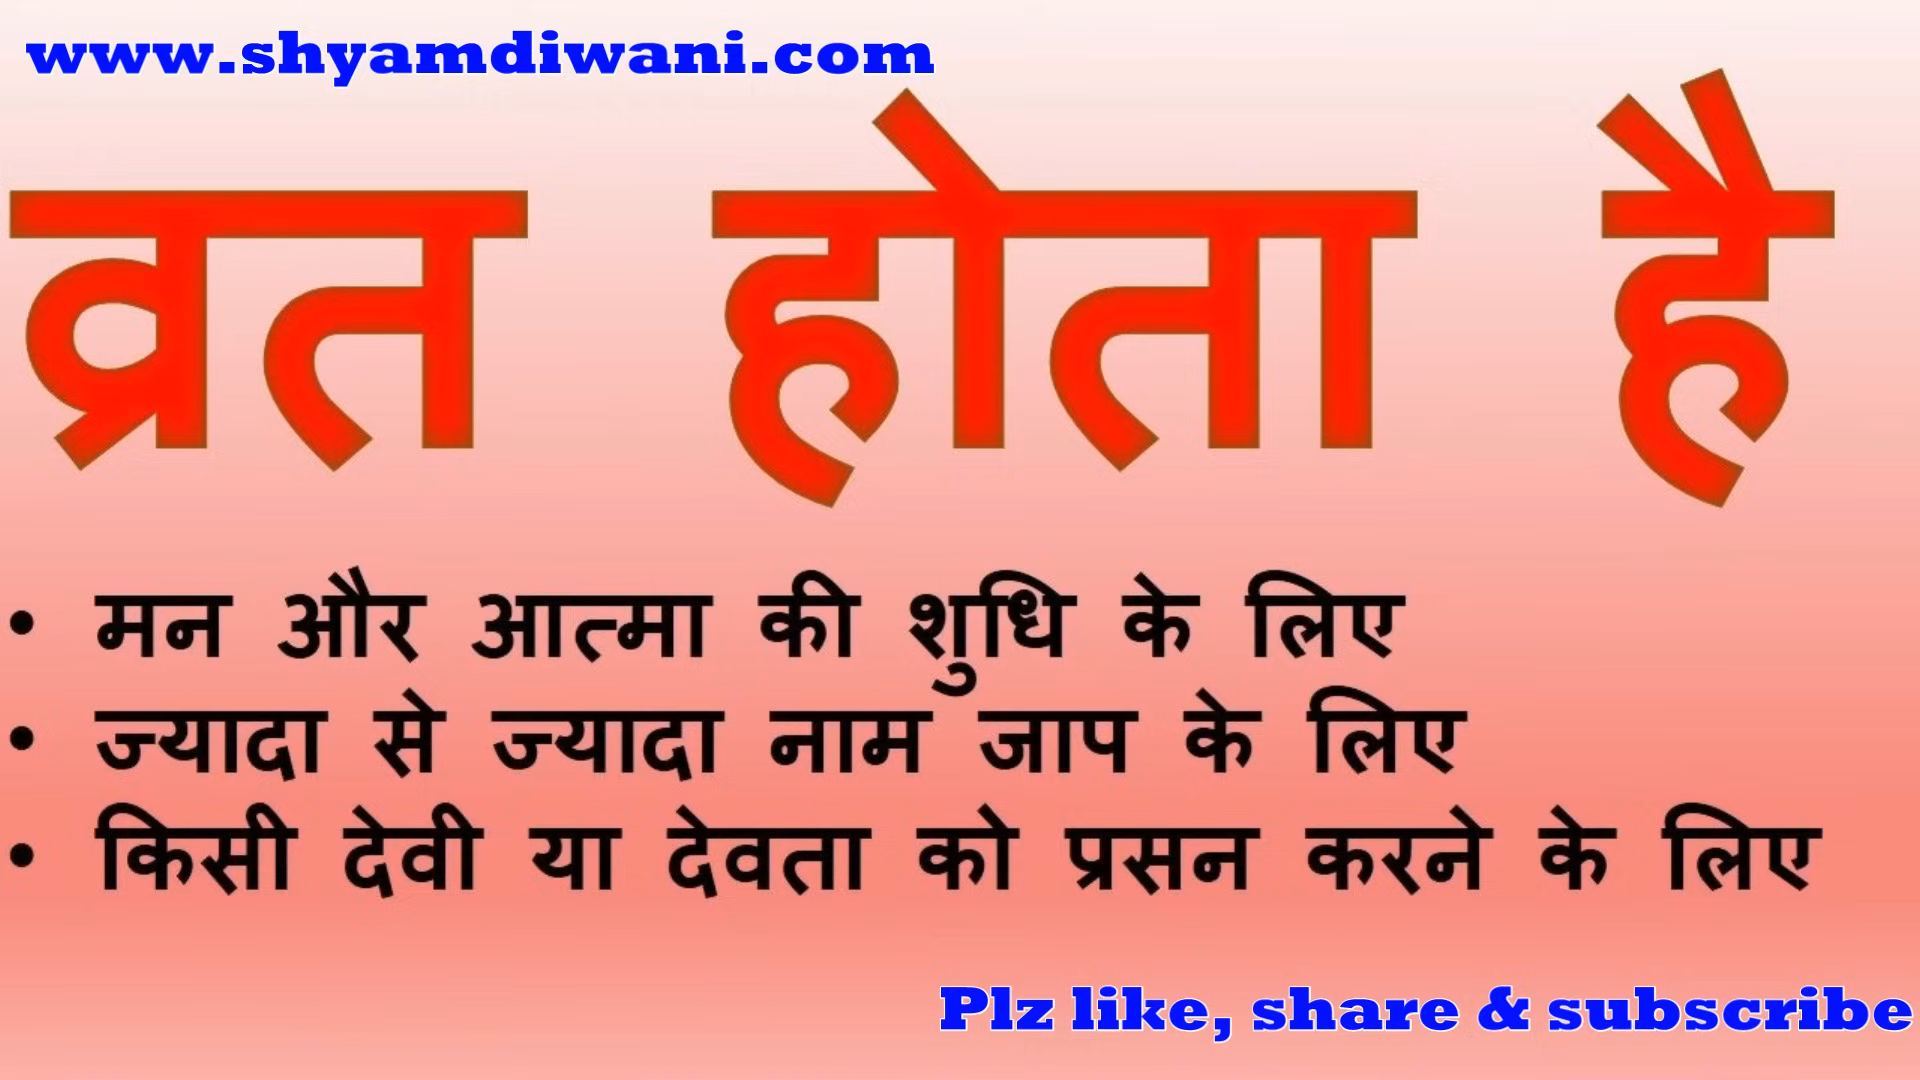 www.shyamdiwani.com
व्रत होता है
• मन और आत्मा की शुधि के लिए
• ज्यादा से ज्यादा नाम जाप के लिए
• किसी देवी या देवता को प्रसन करने के लिए
Plz like, share & subscribe